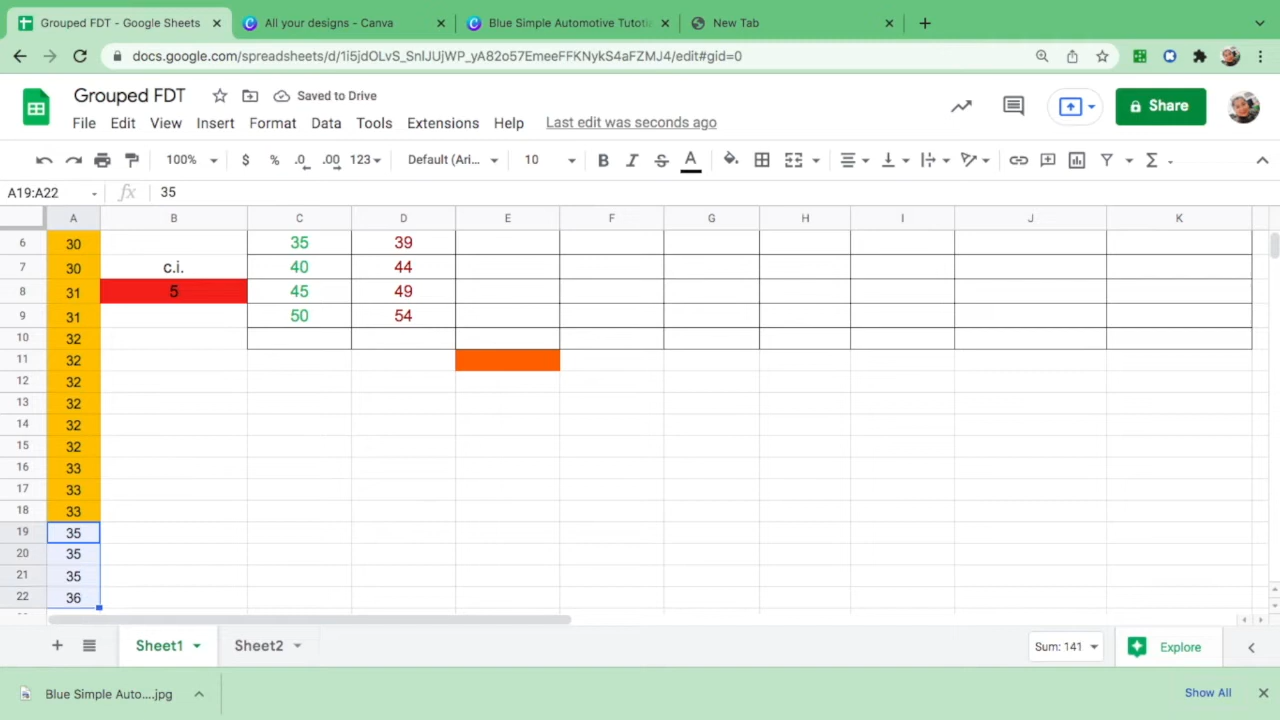 Grouped FDT - Google Sheets
All your designs - Canva
Blue Simple Automotive Tutoti
New Tab
docs.google.com/spreadsheets/d/1i5jdOLvS_SnlJUjWP_yA82o57EmeeFFKNykS4aFZMJ4/edit#gid=0
Grouped FDT
Saved to Drive
Share
File Edit View Insert Format Data Tools Extensions Help Last edit was seconds ago
100% $ % .0 .00 123 Default (Ari... 10 B I S A Σ
A19:A22 fx 35
A B C D E F G H I J K
6 30 35 39
7 30 c.i. 40 44
8 31 5 45 49
9 31 50 54
10 32
11 32
12 32
13 32
14 32
15 32
16 33
17 33
18 33
19 35
20 35
21 35
22 36
Sheet1 Sheet2 Sum: 141 Explore
Blue Simple Auto....jpg Show All